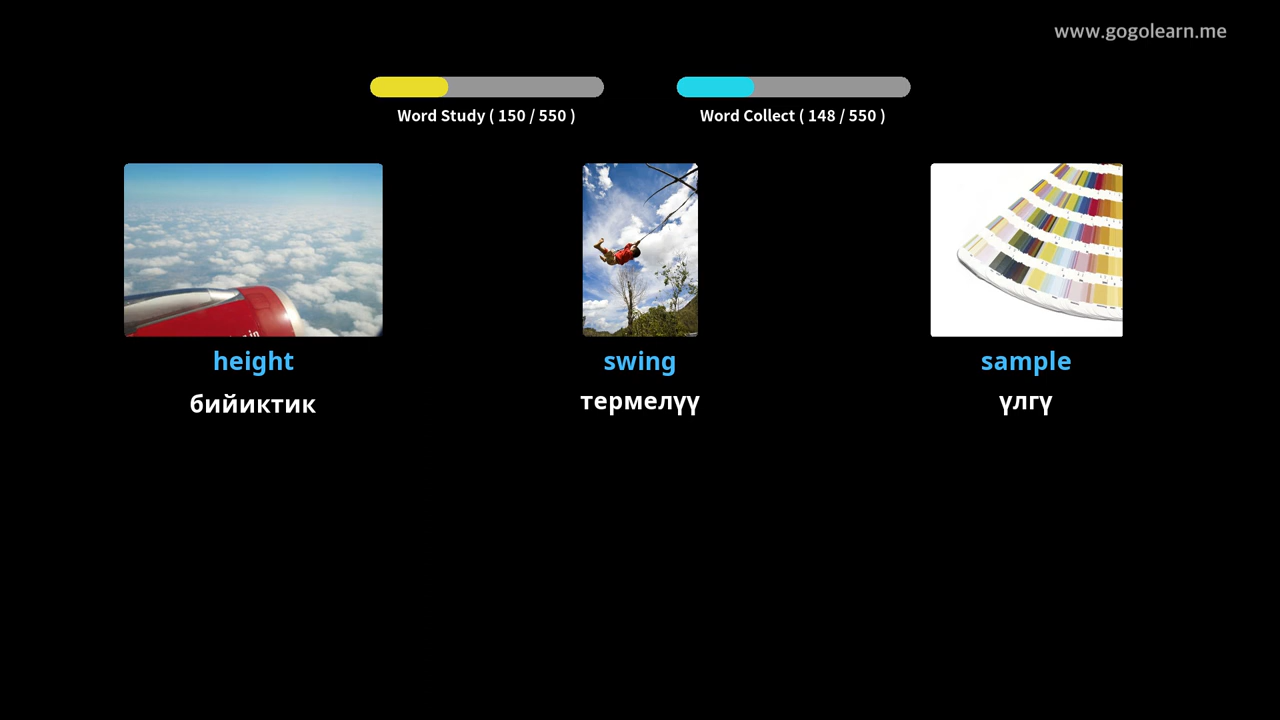 www.gogolearn.me
Word Study ( 150 / 550 )
Word Collect ( 148 / 550 )
height
swing
sample
бийиктик
термелүү
үлгү